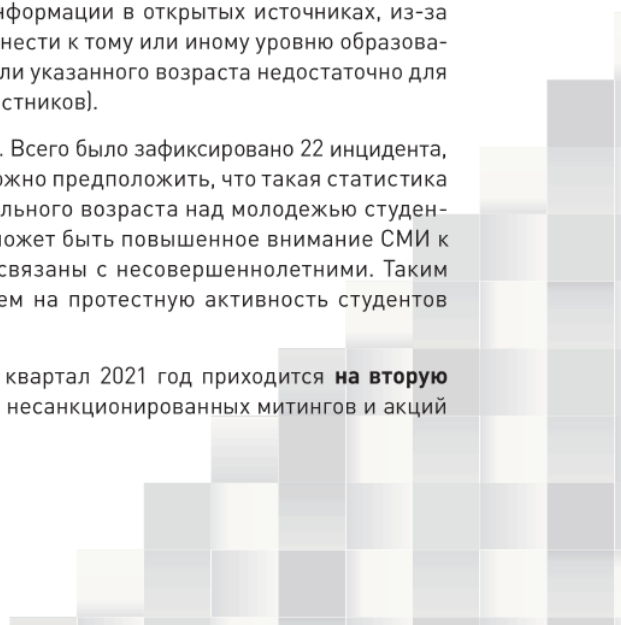 нформации в открытых источниках, из-за
нести к тому или иному уровню образова-
ли указанного возраста недостаточно для
стников).
. Всего было зафиксировано 22 инцидента,
ожно предположить, что такая статистика
льного возраста над молодежью студен-
может быть повышенное внимание СМИ к
связаны с несовершеннолетними. Таким
ем на протестную активность студентов
квартал 2021 год приходится на вторую
несанкционированных митингов и акций